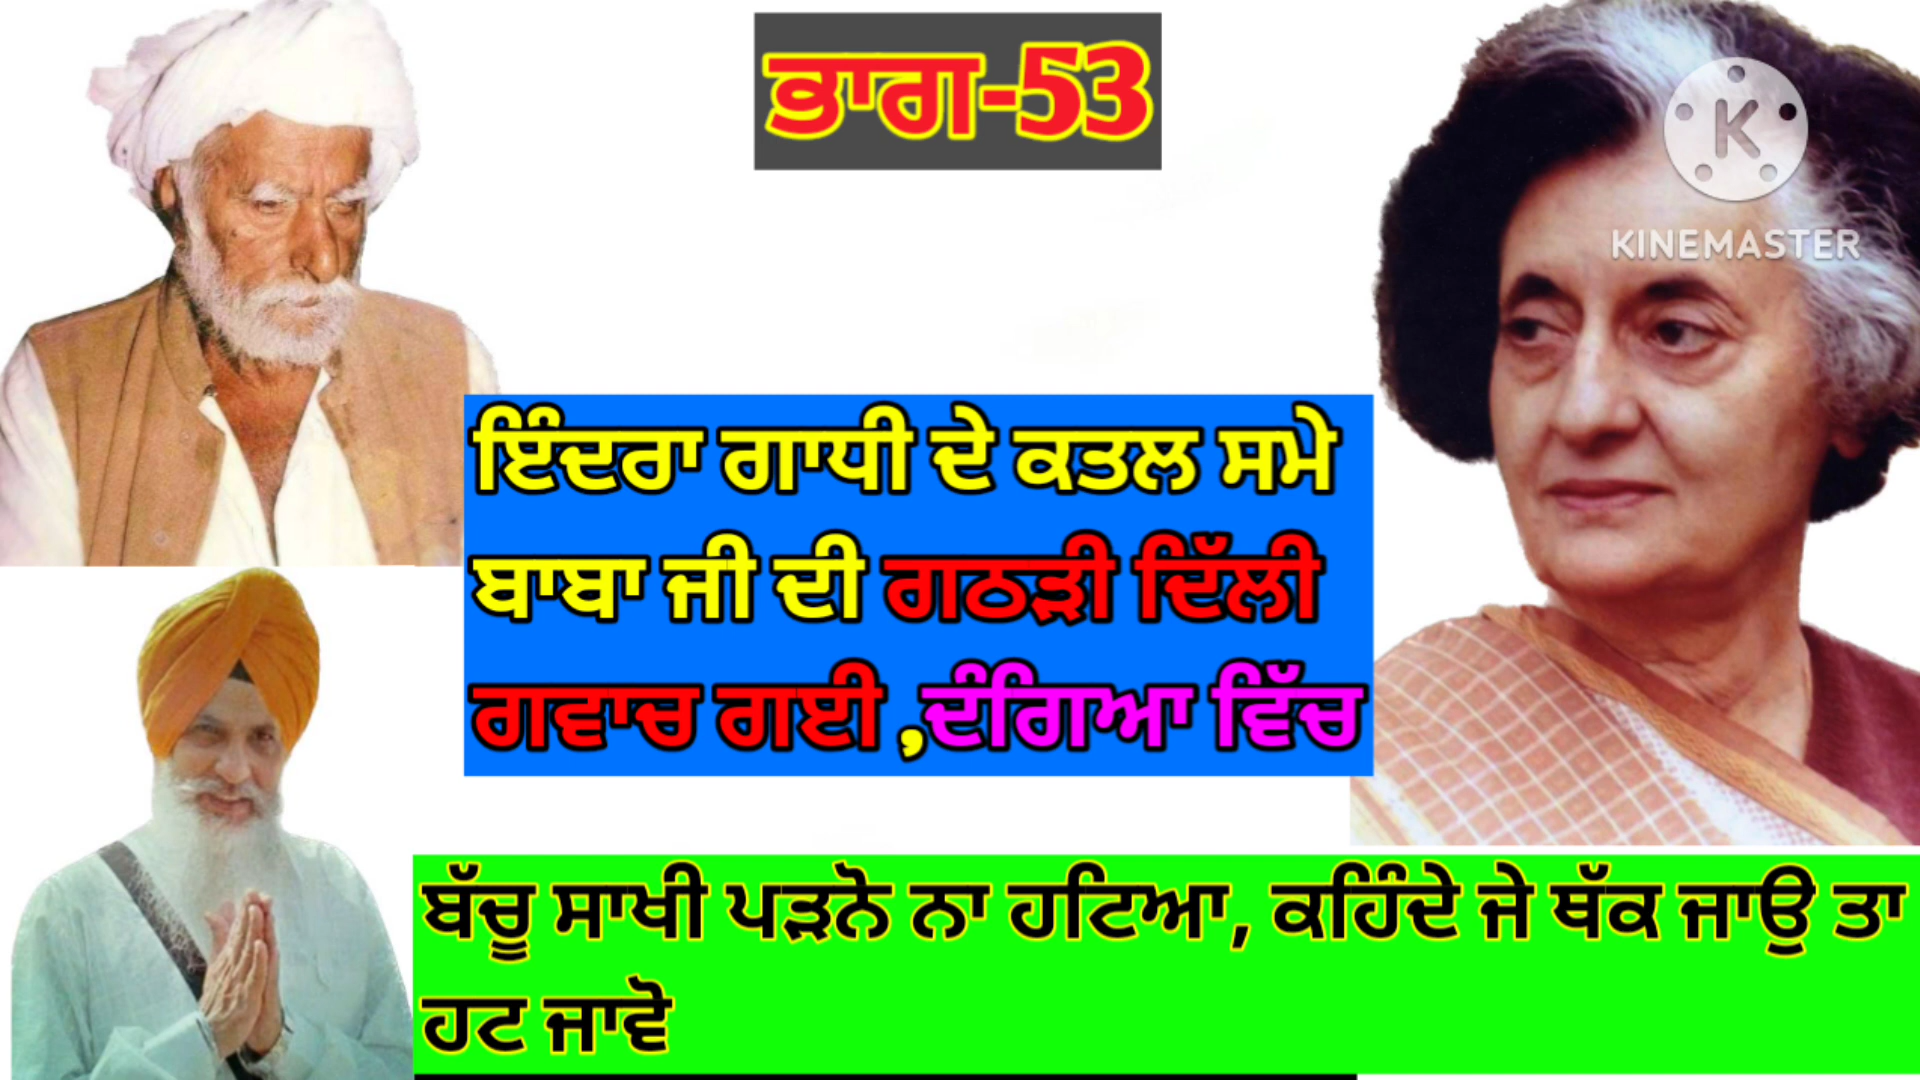 ਭਾਗ-53
K
KINEMASTER
ਇੰਦਰਾ ਗਾਧੀ ਦੇ ਕਤਲ ਸਮੇ
ਬਾਬਾ ਜੀ ਦੀ ਗਠੜੀ ਦਿੱਲੀ
ਗਵਾਚ ਗਈ ,ਦੰਗਿਆ ਵਿੱਚ
ਬੱਚੂ ਸਾਖੀ ਪੜਨੋ ਨਾ ਹਟਿਆ, ਕਹਿੰਦੇ ਜੇ ਥੱਕ ਜਾਉ ਤਾ
ਹਟ ਜਾਵੋ